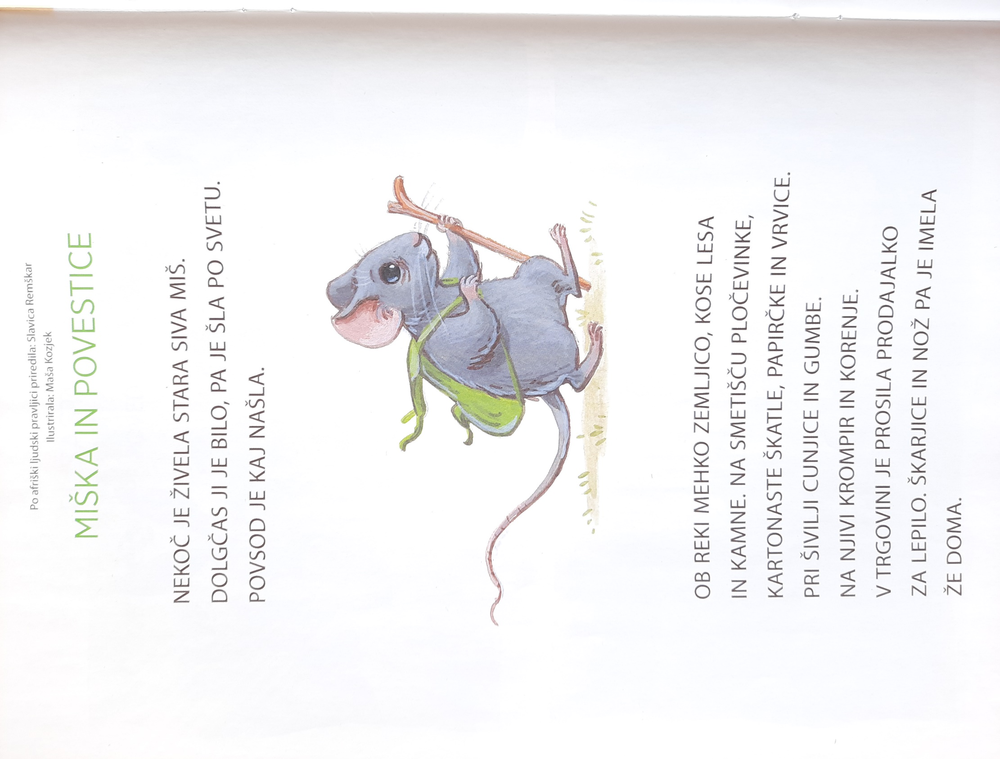 Po afriški ljudski pravljici priredila: Slavica Remškar
Ilustrirala: Maša Kozjek
MIŠKA IN POVESTICE
NEKOČ JE ŽIVELA STARA SIVA MIŠ.
DOLGČAS JI JE BILO, PA JE ŠLA PO SVETU.
POVSOD JE KAJ NAŠLA.
OB REKI MEHKO ZEMLJICO, KOSE LESA
IN KAMNE. NA SMETIŠČU PLOČEVINKE,
KARTONASTE ŠKATLE, PAPIRČKE IN VRVICE.
PRI ŠIVILJI CUNJICE IN GUMBE.
NA NJIVI KROMPIR IN KORENJE.
V TRGOVINI JE PROSILA PRODAJALKO
ZA LEPILO. ŠKARJICE IN NOŽ PA JE IMELA
ŽE DOMA.